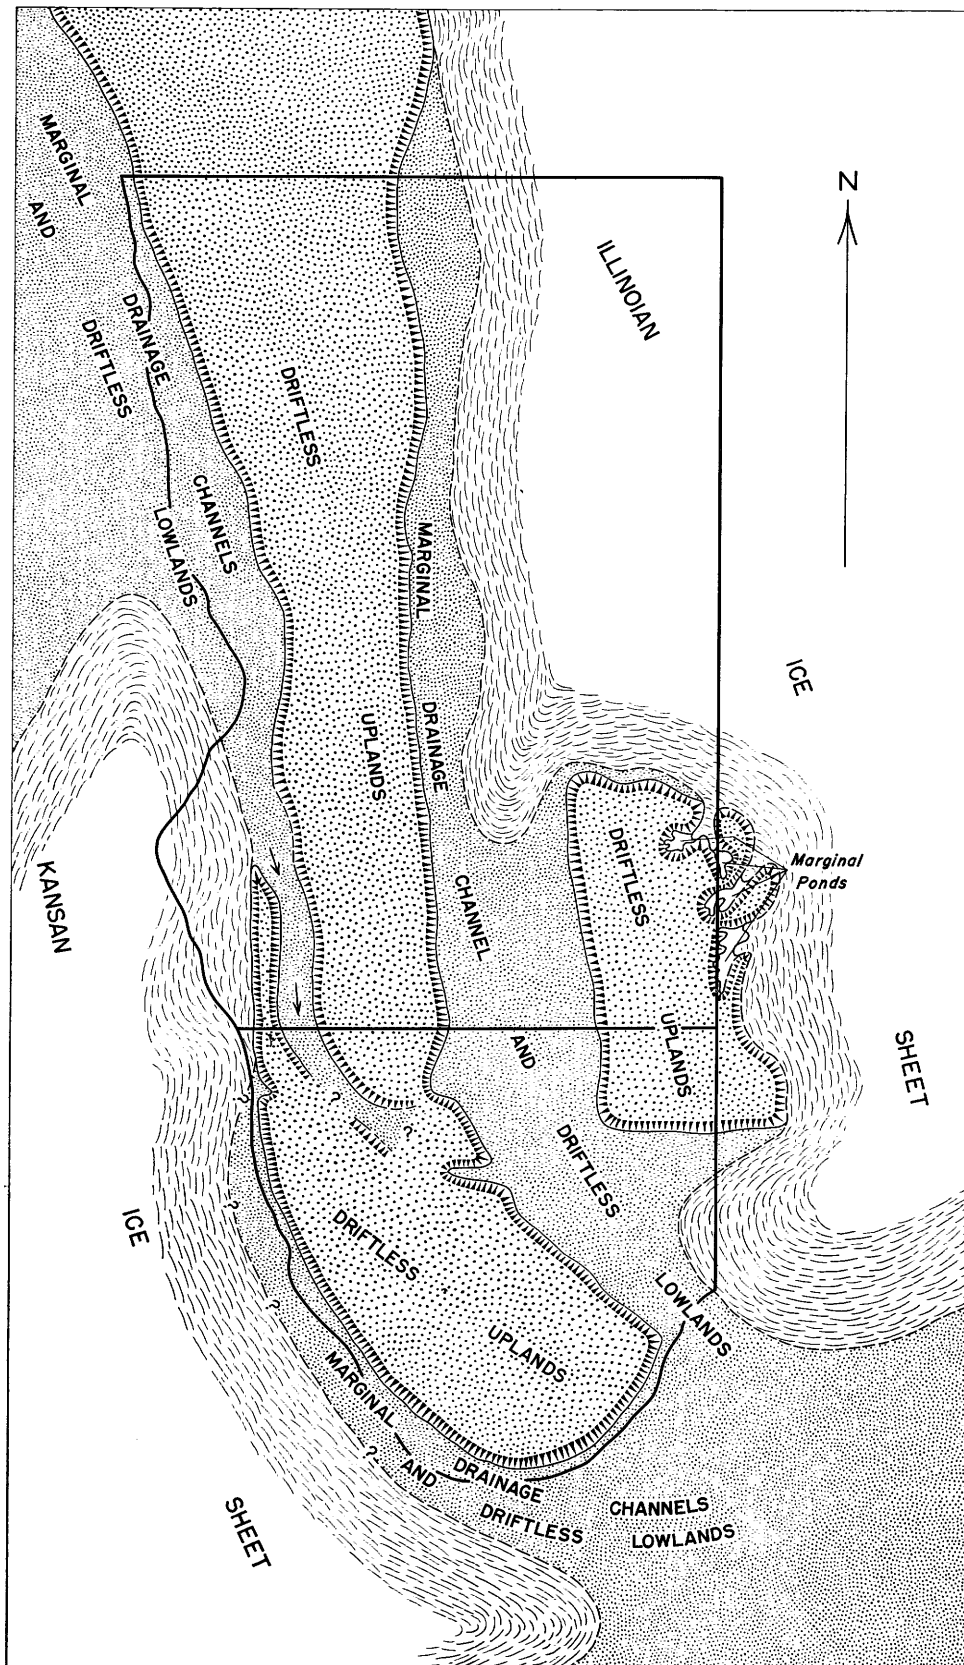 MARGINAL DRAINAGE CHANNELS
AND DRIFTLESS LOWLANDS
DRIFTLESS UPLANDS
ILLINOIAN ICE SHEET
N
MARGINAL DRAINAGE CHANNEL
AND DRIFTLESS LOWLANDS
DRIFTLESS UPLANDS
Marginal
Ponds
KANSAN ICE SHEET
?
?
?
?
?
?
DRIFTLESS UPLANDS
MARGINAL DRAINAGE CHANNELS
AND DRIFTLESS LOWLANDS